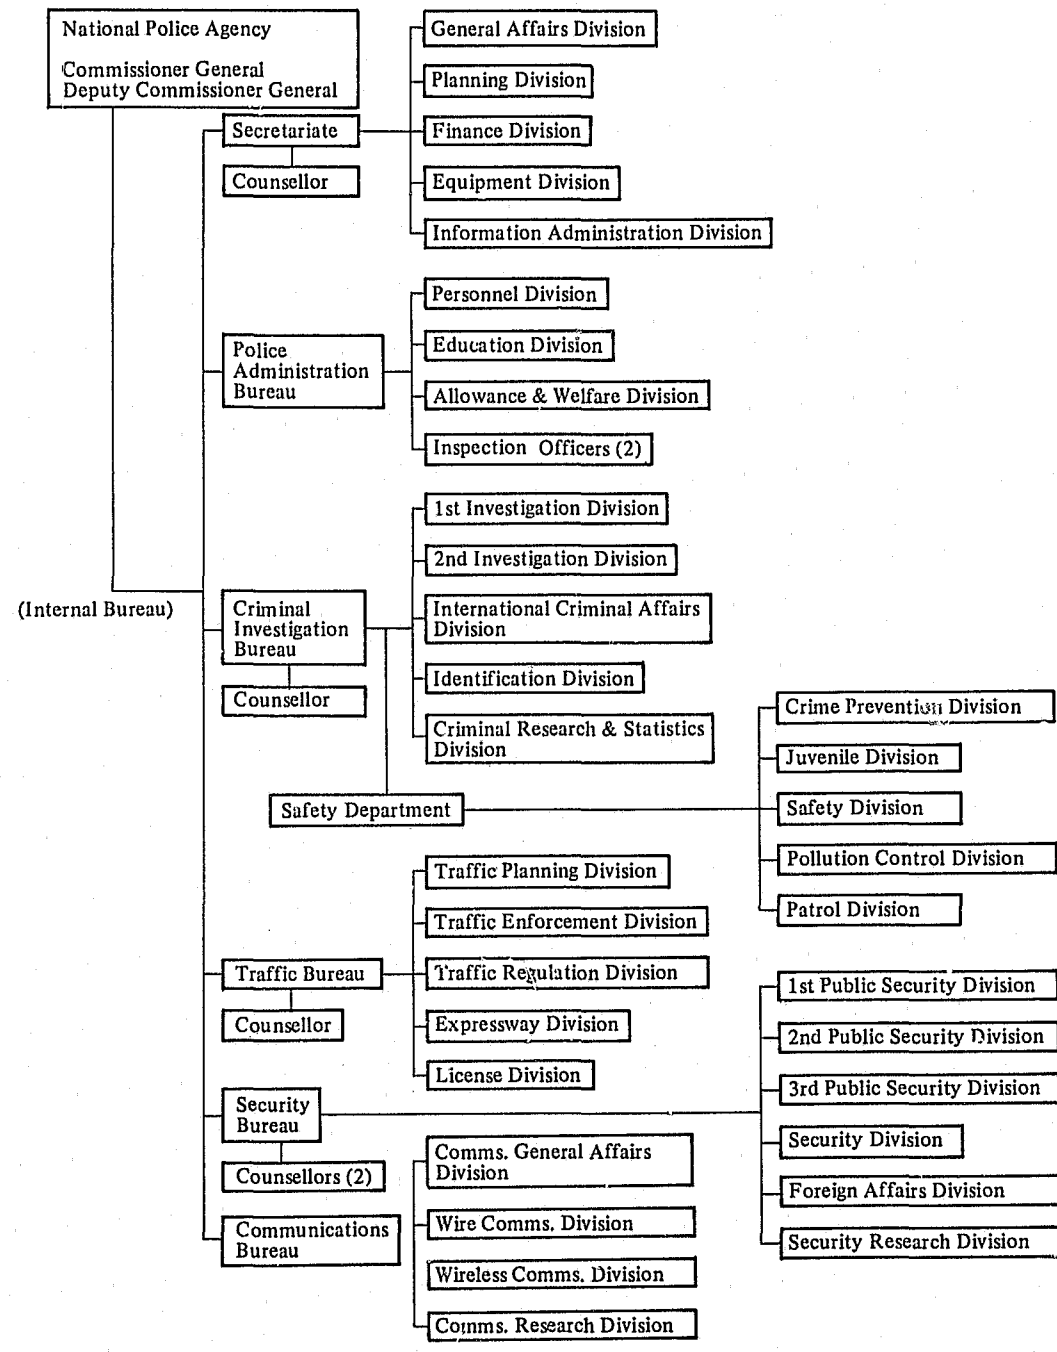 National Police Agency
Commissioner General
Deputy Commissioner General
Secretariate
Counsellor
General Affairs Division
Planning Division
Finance Division
Equipment Division
Information Administration Division
Police
Administration
Bureau
Personnel Division
Education Division
Allowance & Welfare Division
Inspection Officers (2)
(Internal Bureau)
Criminal
Investigation
Bureau
Counsellor
1st Investigation Division
2nd Investigation Division
International Criminal Affairs
Division
Identification Division
Criminal Research & Statistics
Division
Safety Department
Crime Prevention Division
Juvenile Division
Safety Division
Pollution Control Division
Patrol Division
Traffic Bureau
Counsellor
Traffic Planning Division
Traffic Enforcement Division
Traffic Regulation Division
Expressway Division
License Division
Security
Bureau
Counsellors (2)
1st Public Security Division
2nd Public Security Division
3rd Public Security Division
Security Division
Foreign Affairs Division
Security Research Division
Communications
Bureau
Comms. General Affairs
Division
Wire Comms. Division
Wireless Comms. Division
Comms. Research Division